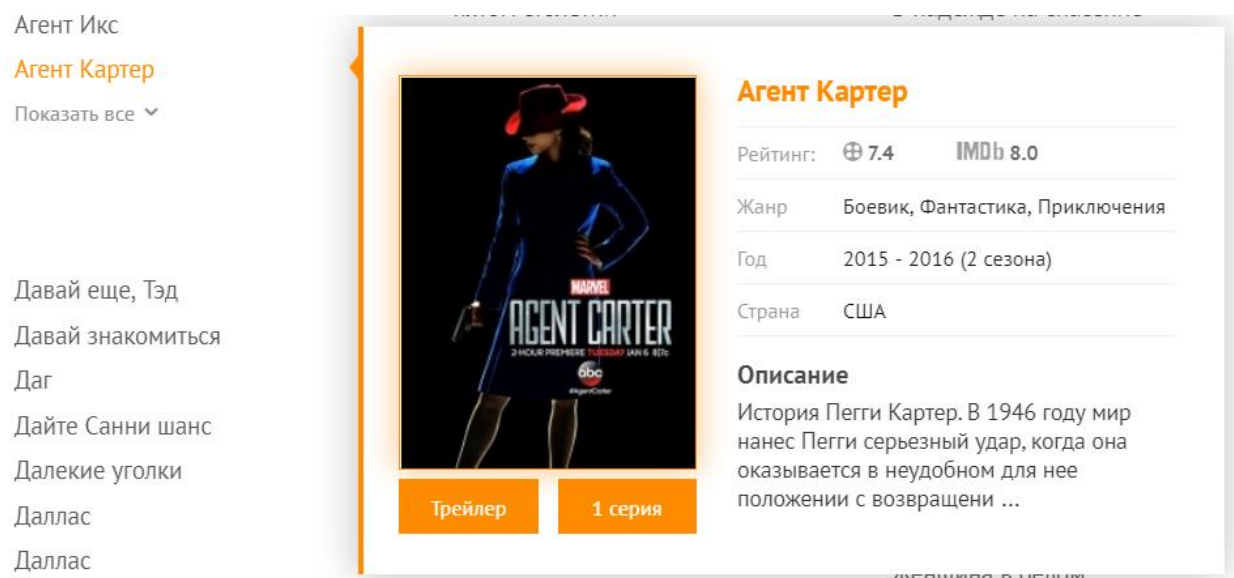 Агент Икс
Агент Картер
Показать все
Давай еще, Тэд
Давай знакомиться
Даг
Дайте Санни шанс
Далекие уголки
Даллас
Даллас
MARVEL
AGENT CARTER
2-HOUR PREMIERE TUESDAY JAN 6 8|7c
abc
#AgentCarter
Трейлер
1 серия
Агент Картер
Рейтинг: 7.4 IMDb 8.0
Жанр Боевик, Фантастика, Приключения
Год 2015 - 2016 (2 сезона)
Страна США
Описание
История Пегги Картер. В 1946 году мир
нанес Пегги серьезный удар, когда она
оказывается в неудобном для нее
положении с возвращени ...